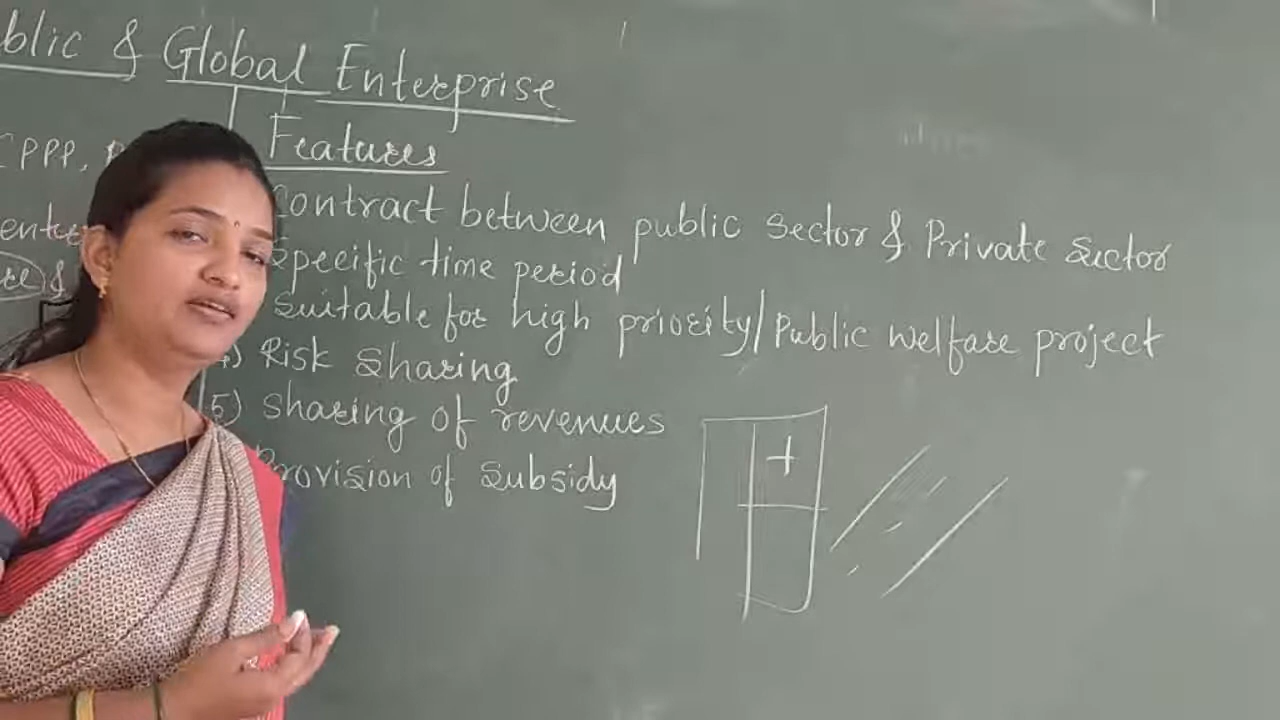 blic & Global Enterprise
Features
PPP,
Contract between public Sector & Private Sector
Specific time period
Suitable for high priority/Public welfare project
4) Risk Sharing
5) Sharing of revenues
Provision of Subsidy
+